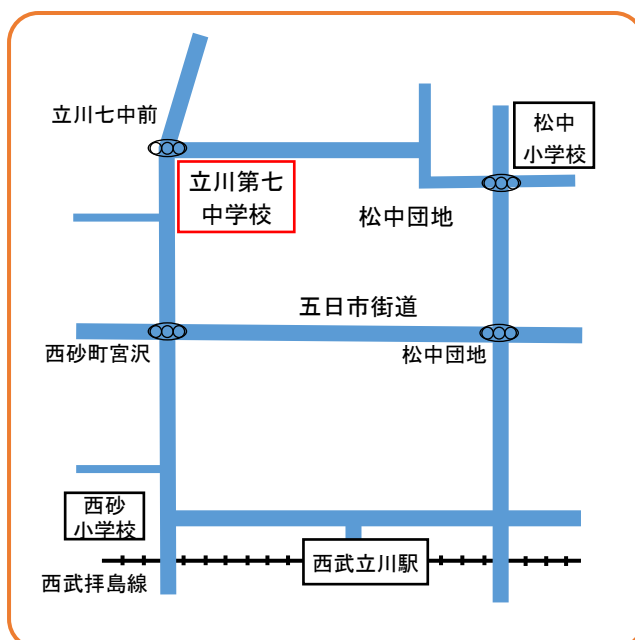 立川七中前
松中
小学校
立川第七
中学校
松中団地
五日市街道
西砂町宮沢
松中団地
西砂
小学校
西武立川駅
西武拝島線